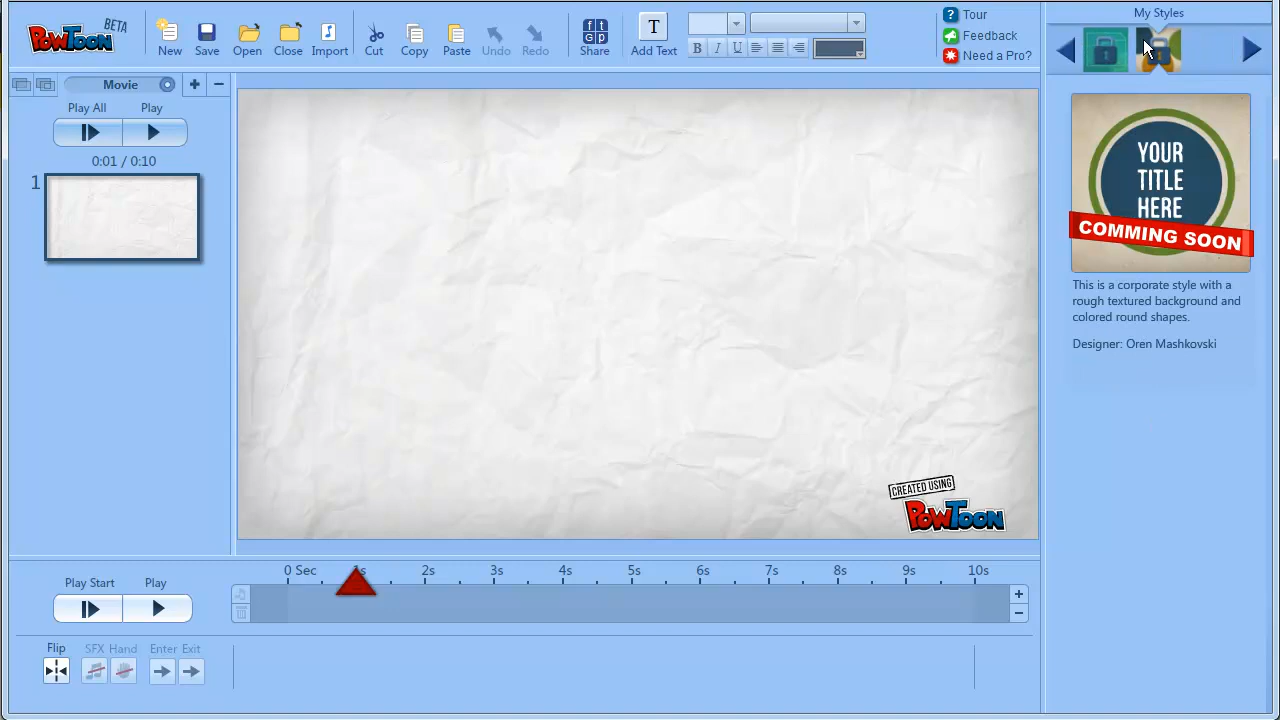 PowToon BETA
New Save Open Close Import Cut Copy Paste Undo Redo Share Add Text
f t
G p
T
B I U
? Tour
Feedback
Need a Pro?
My Styles
Movie
Play All Play
0:01 / 0:10
1
YOUR
TITLE
HERE
COMMING SOON
This is a corporate style with a
rough textured background and
colored round shapes.
Designer: Oren Mashkovski
CREATED USING
PowToon
Play Start Play
0 Sec 1s 2s 3s 4s 5s 6s 7s 8s 9s 10s
Flip SFX Hand Enter Exit